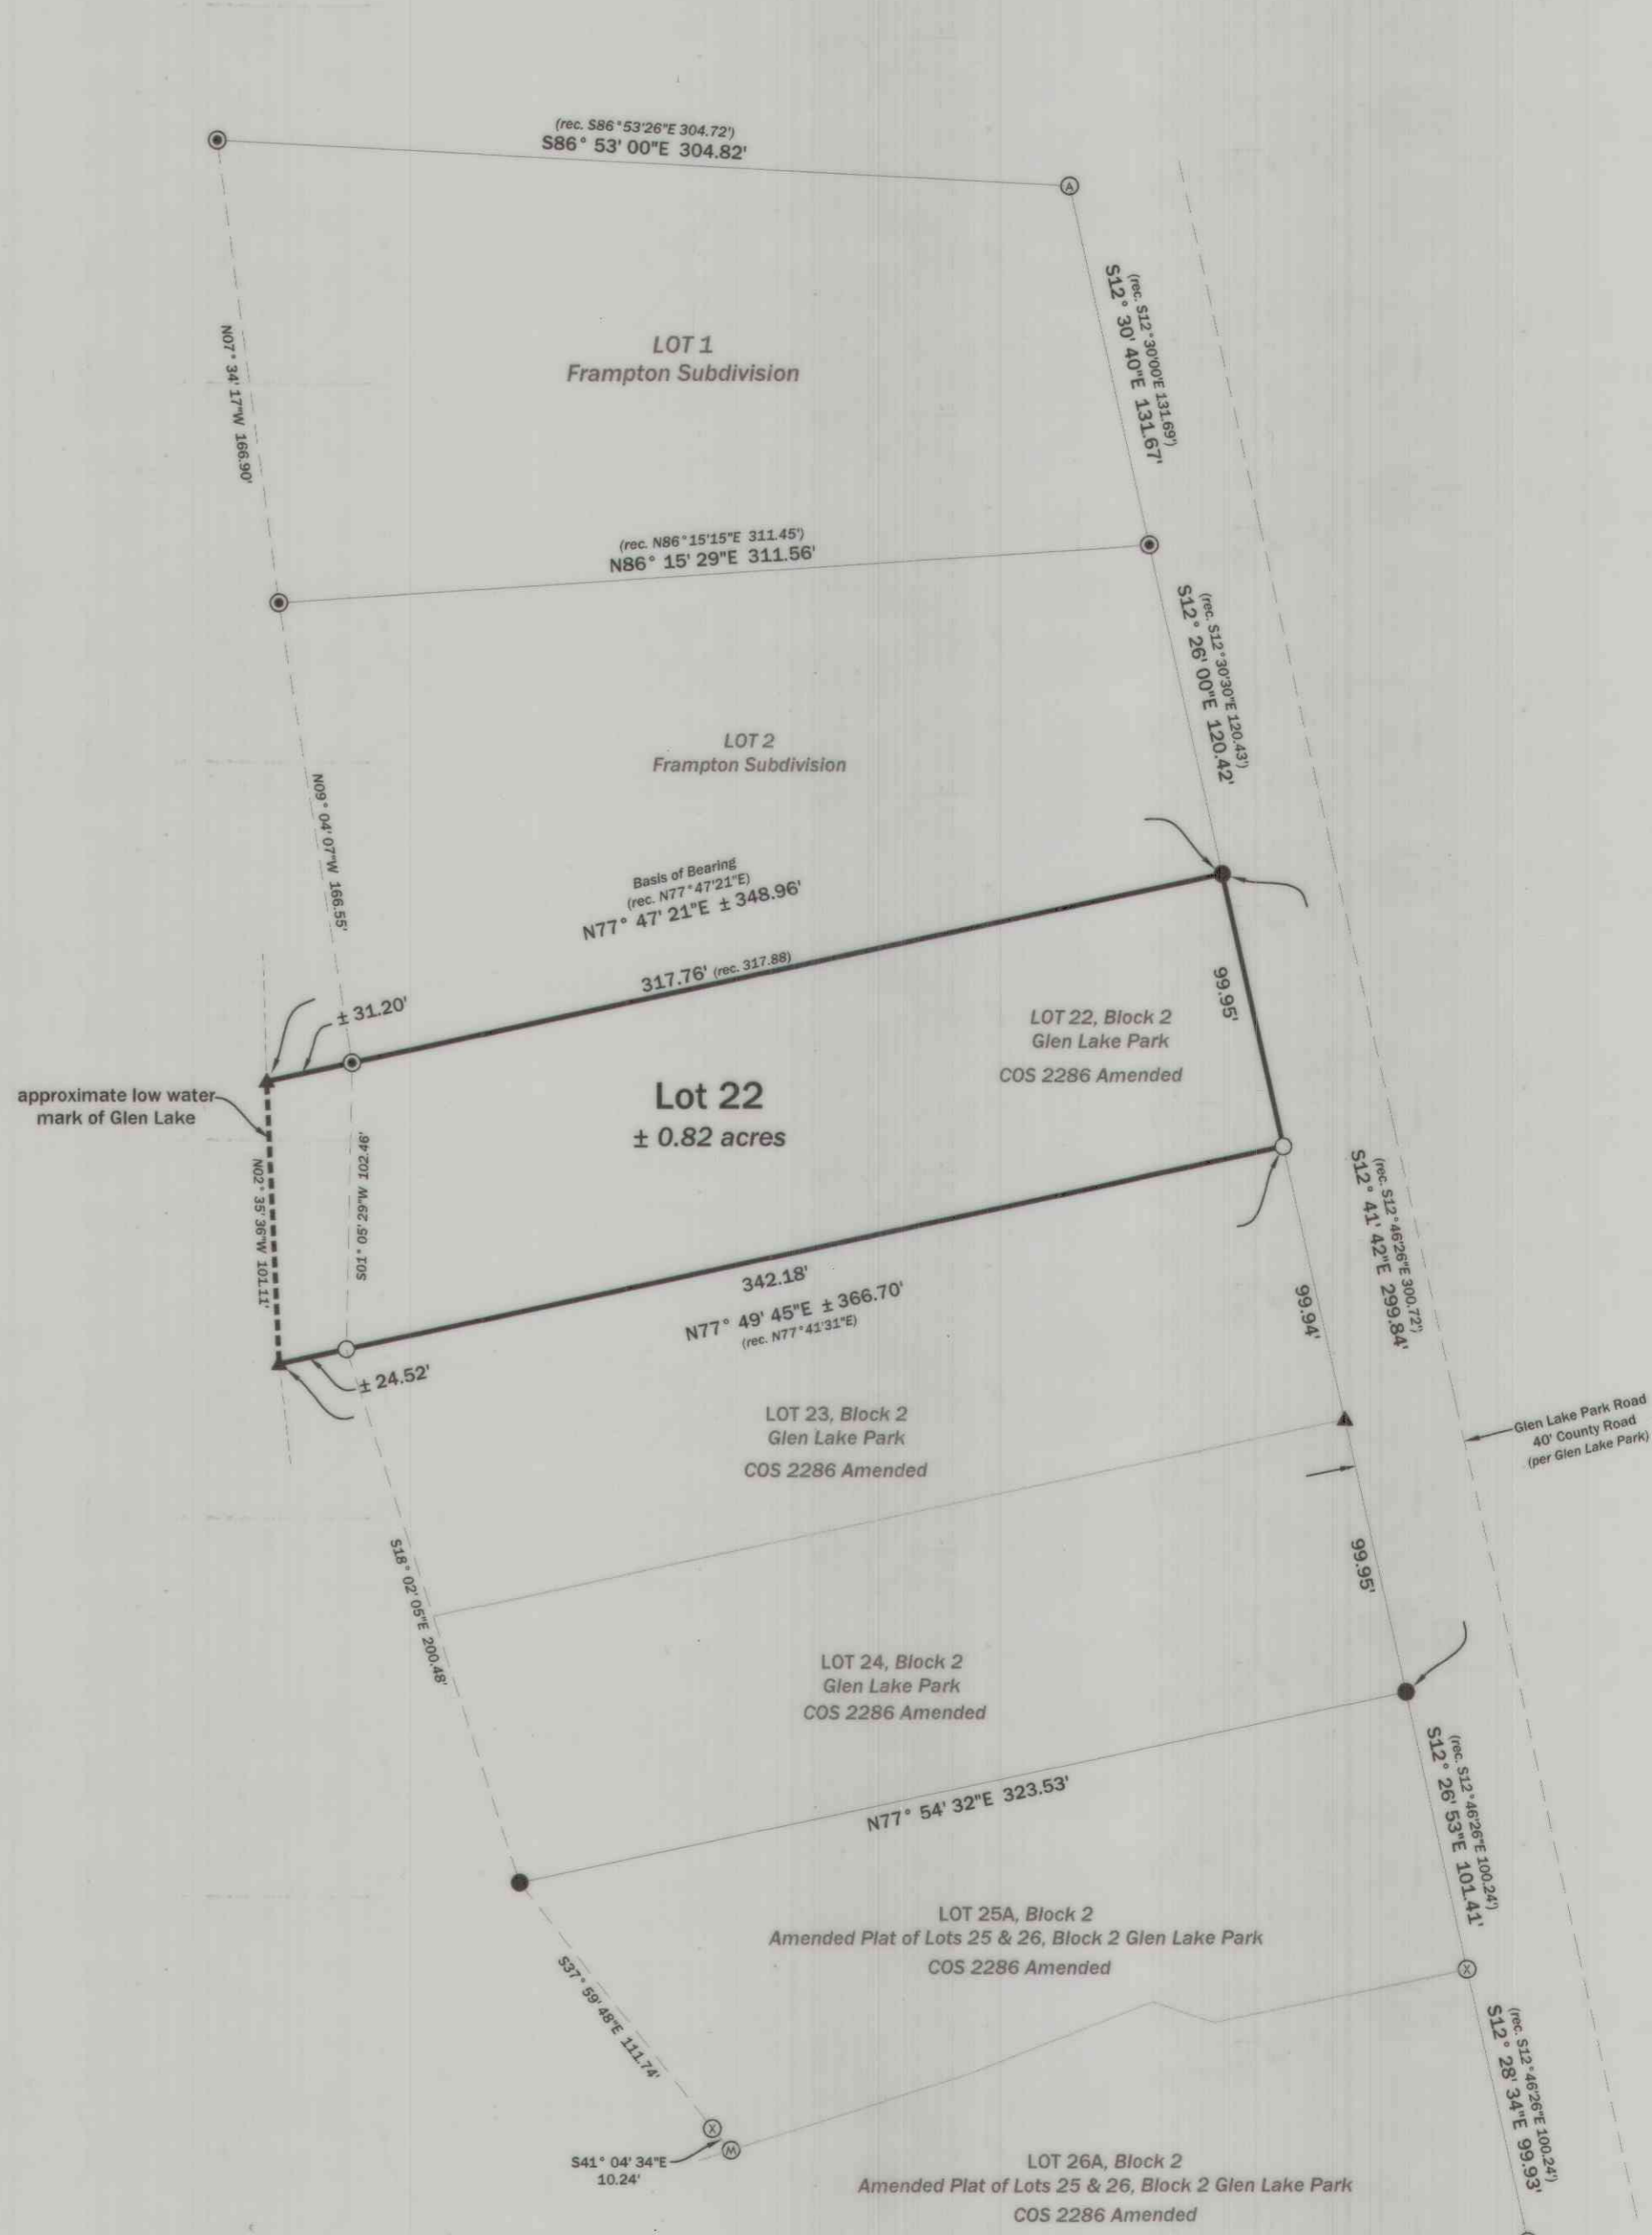 (rec. S86°53'26"E 304.72')
S86° 53' 00"E 304.82'
A
(rec. S12°30'00"E 131.69')
S12° 30' 40"E 131.67'
N07° 34' 17"W 166.90'
LOT 1
Frampton Subdivision
(rec. N86°15'15"E 311.45')
N86° 15' 29"E 311.56'
(rec. S12°30'30"E 120.43')
S12° 26' 00"E 120.42'
LOT 2
Frampton Subdivision
N09° 04' 07"W 166.55'
Basis of Bearing
(rec. N77°47'21"E)
N77° 47' 21"E ± 348.96'
317.76' (rec. 317.88)
± 31.20'
99.95'
LOT 22, Block 2
Glen Lake Park
COS 2286 Amended
approximate low water
mark of Glen Lake
Lot 22
± 0.82 acres
N02° 35' 36"W 101.11'
S01° 05' 29"W 102.46'
(rec. S12°46'26"E 300.72')
S12° 41' 42"E 299.84'
342.18'
N77° 49' 45"E ± 366.70'
(rec. N77°41'31"E)
99.94'
± 24.52'
LOT 23, Block 2
Glen Lake Park
COS 2286 Amended
Glen Lake Park Road
40' County Road
(per Glen Lake Park)
S18° 02' 05"E 200.48'
99.95'
LOT 24, Block 2
Glen Lake Park
COS 2286 Amended
N77° 54' 32"E 323.53'
(rec. S12°46'26"E 100.24')
S12° 26' 53"E 101.41'
LOT 25A, Block 2
Amended Plat of Lots 25 & 26, Block 2 Glen Lake Park
COS 2286 Amended
X
S37° 59' 48"E 111.74'
(rec. S12°46'26"E 100.24')
S12° 28' 34"E 99.93'
X
M
S41° 04' 34"E
10.24'
LOT 26A, Block 2
Amended Plat of Lots 25 & 26, Block 2 Glen Lake Park
COS 2286 Amended